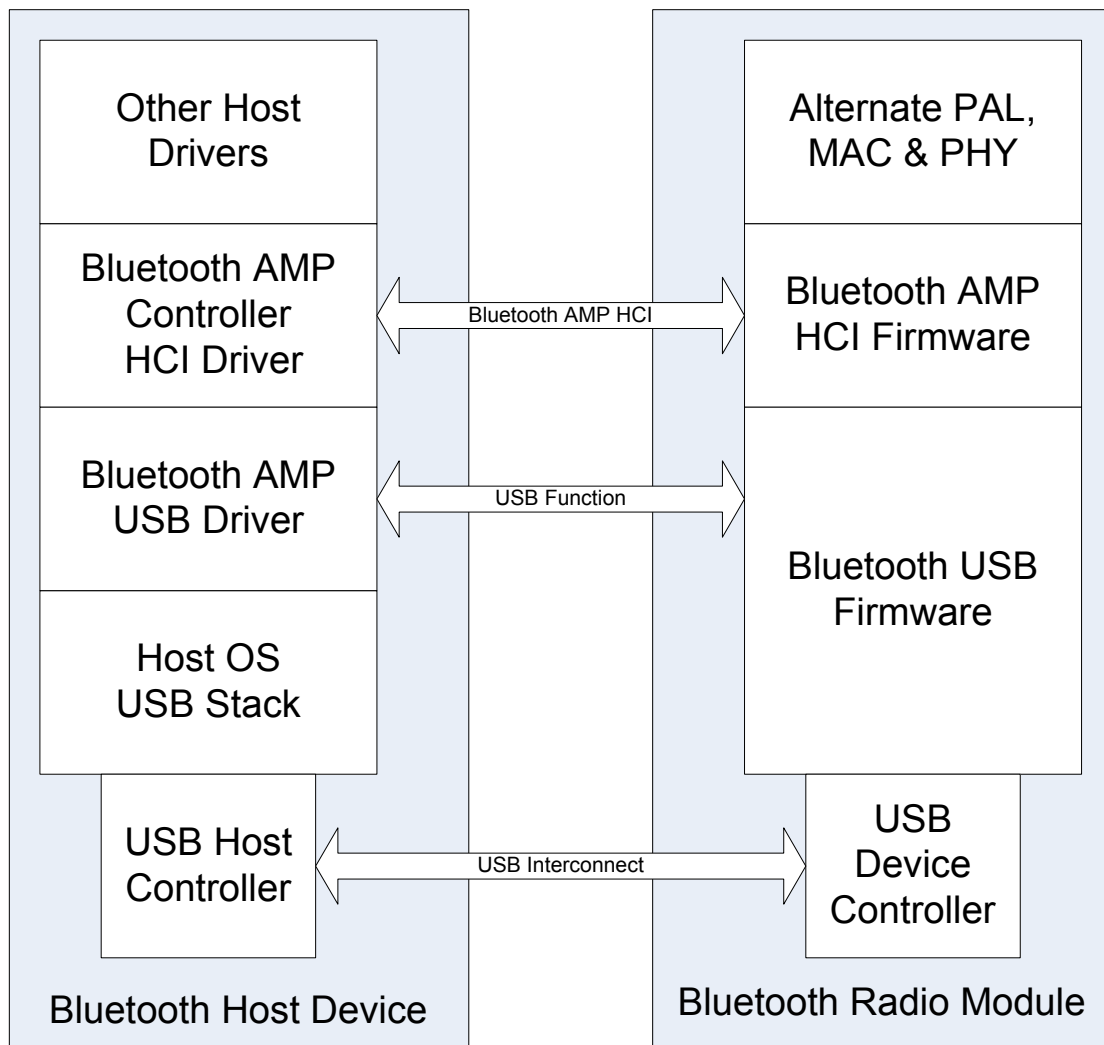 Other Host
Drivers
Bluetooth AMP
Controller
HCI Driver
Bluetooth AMP
USB Driver
Host OS
USB Stack
USB Host
Controller
Bluetooth Host Device
Bluetooth AMP HCI
USB Function
USB Interconnect
Alternate PAL,
MAC & PHY
Bluetooth AMP
HCI Firmware
Bluetooth USB
Firmware
USB
Device
Controller
Bluetooth Radio Module